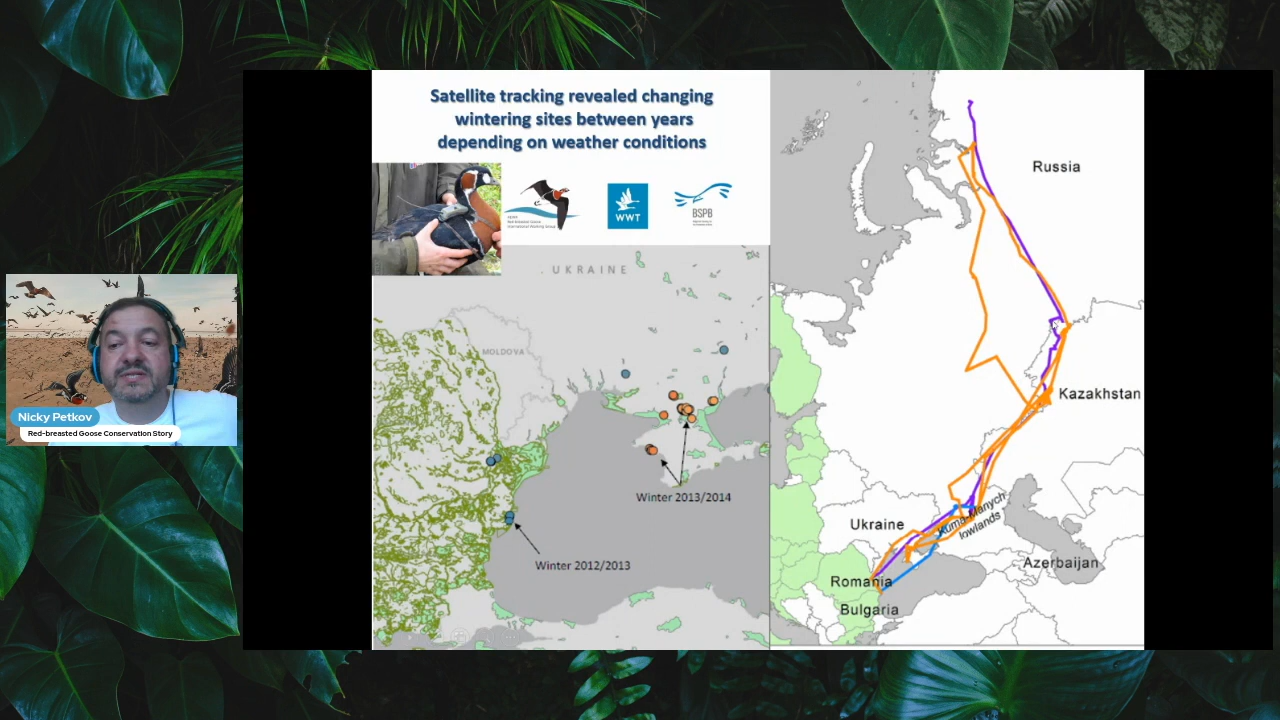 Satellite tracking revealed changing
wintering sites between years
depending on weather conditions
WWT
BSPB
UKRAINE
MOLDOVA
Winter 2013/2014
Winter 2012/2013
Russia
Kazakhstan
Kuma-Manych
lowlands
Ukraine
Azerbaijan
Romania
Bulgaria
Nicky Petkov
Red-breasted Goose Conservation Story